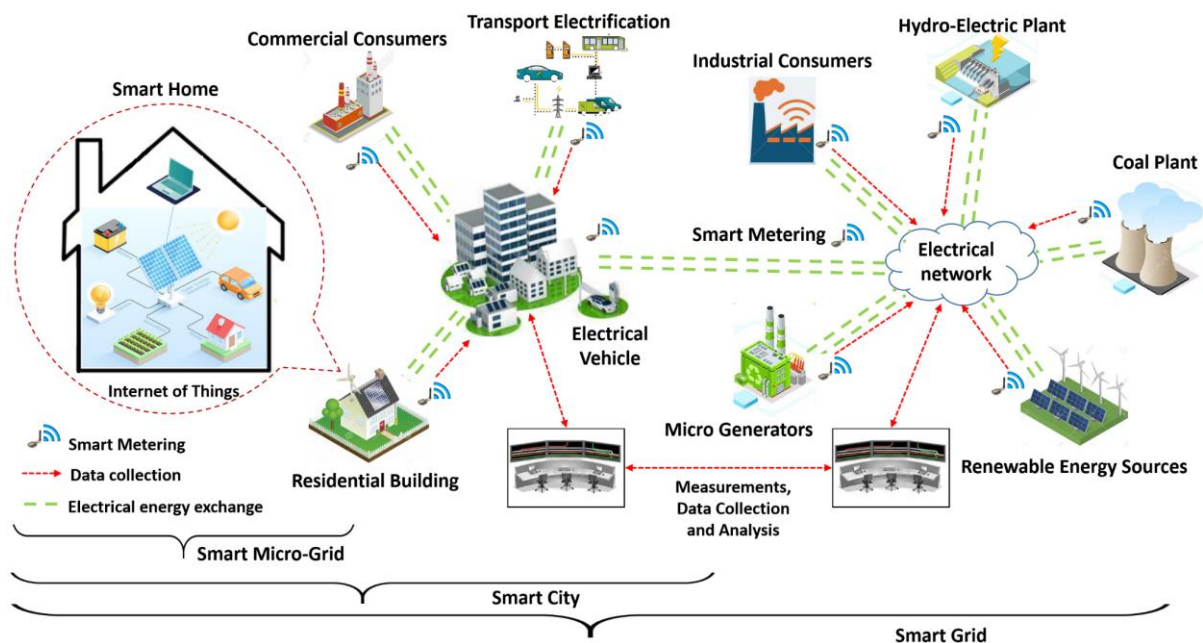 Transport Electrification
Commercial Consumers
Hydro-Electric Plant
Industrial Consumers
Smart Home
Coal Plant
Smart Metering
Electrical
network
Electrical
Vehicle
Internet of Things
Micro Generators
Smart Metering
Data collection
Residential Building
Renewable Energy Sources
Electrical energy exchange
Measurements,
Data Collection
and Analysis
Smart Micro-Grid
Smart City
Smart Grid